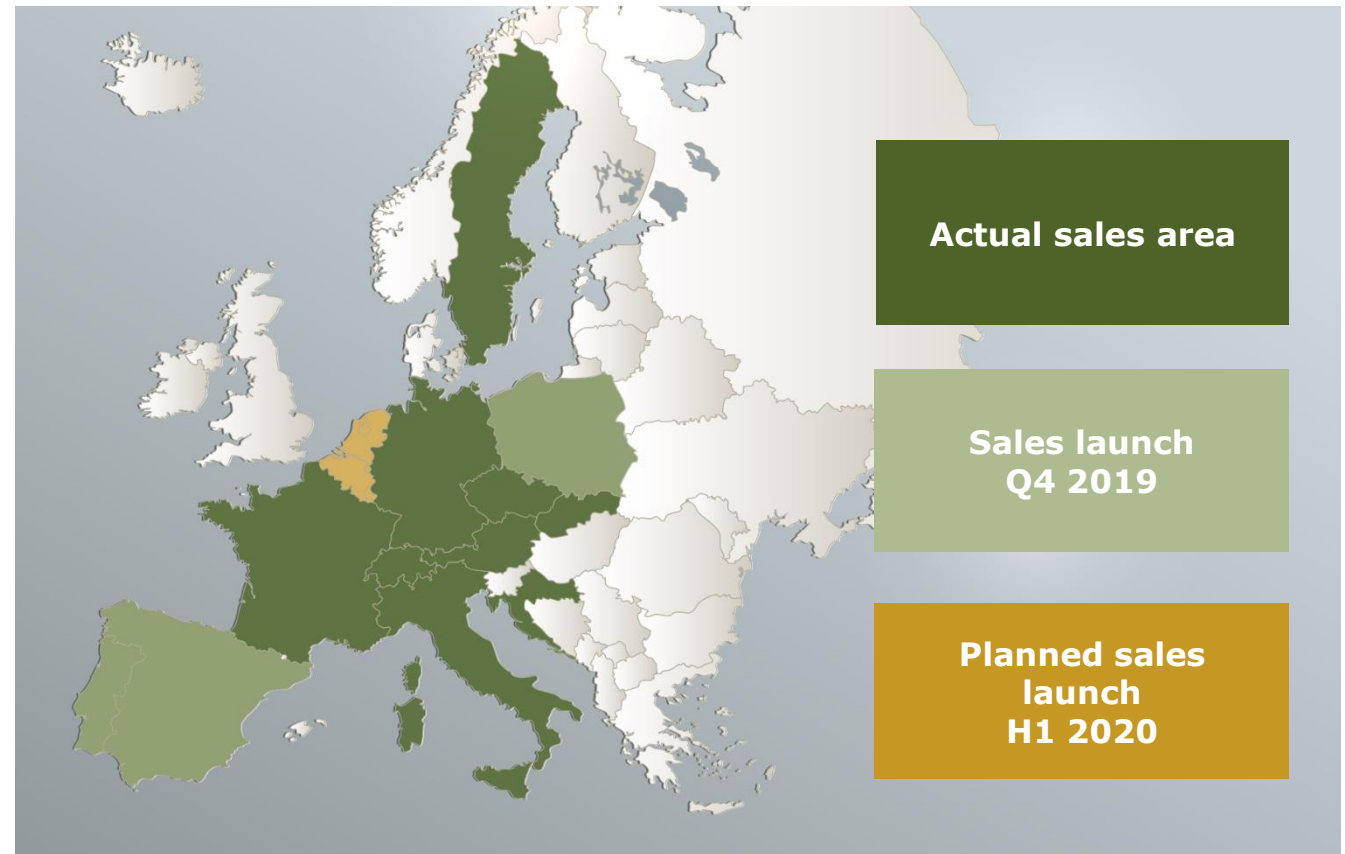 Actual sales area
Sales launch
Q4 2019
Planned sales
launch
H1 2020